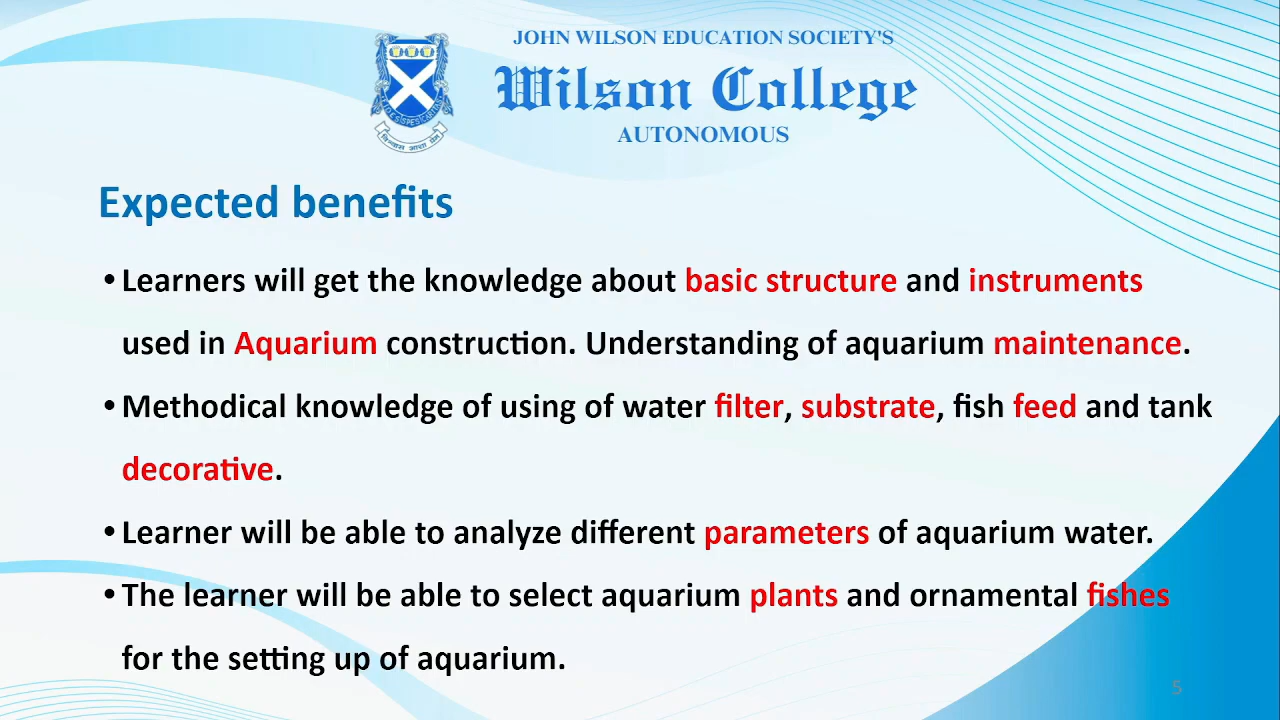 JOHN WILSON EDUCATION SOCIETY'S
Wilson College
AUTONOMOUS
विश्वास आशा प्रेम
Expected benefits
•Learners will get the knowledge about basic structure and instruments
used in Aquarium construction. Understanding of aquarium maintenance.
•Methodical knowledge of using of water filter, substrate, fish feed and tank
decorative.
•Learner will be able to analyze different parameters of aquarium water.
•The learner will be able to select aquarium plants and ornamental fishes
for the setting up of aquarium.
5